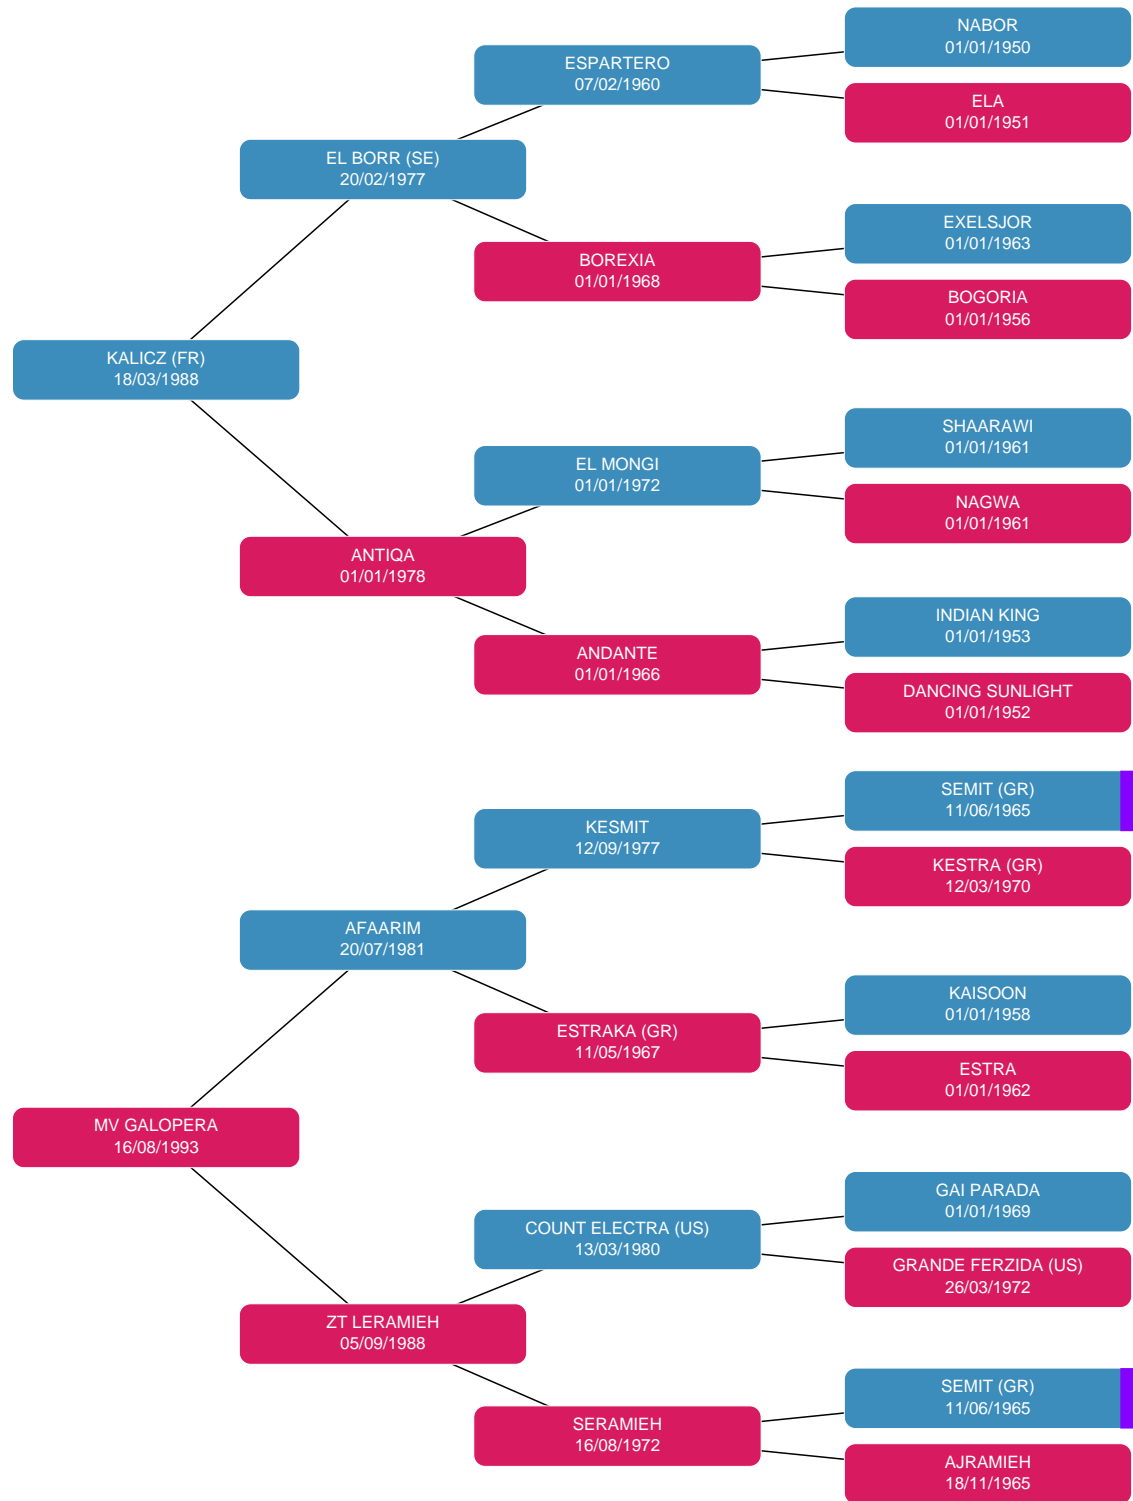 NABOR
01/01/1950
ESPARTERO
07/02/1960
ELA
01/01/1951
EL BORR (SE)
20/02/1977
EXELSJOR
01/01/1963
BOREXIA
01/01/1968
BOGORIA
01/01/1956
KALICZ (FR)
18/03/1988
SHAARAWI
01/01/1961
EL MONGI
01/01/1972
NAGWA
01/01/1961
ANTIQA
01/01/1978
INDIAN KING
01/01/1953
ANDANTE
01/01/1966
DANCING SUNLIGHT
01/01/1952
SEMIT (GR)
11/06/1965
KESMIT
12/09/1977
KESTRA (GR)
12/03/1970
AFAARIM
20/07/1981
KAISOON
01/01/1958
ESTRAKA (GR)
11/05/1967
ESTRA
01/01/1962
MV GALOPERA
16/08/1993
GAI PARADA
01/01/1969
COUNT ELECTRA (US)
13/03/1980
GRANDE FERZIDA (US)
26/03/1972
ZT LERAMIEH
05/09/1988
SEMIT (GR)
11/06/1965
SERAMIEH
16/08/1972
AJRAMIEH
18/11/1965